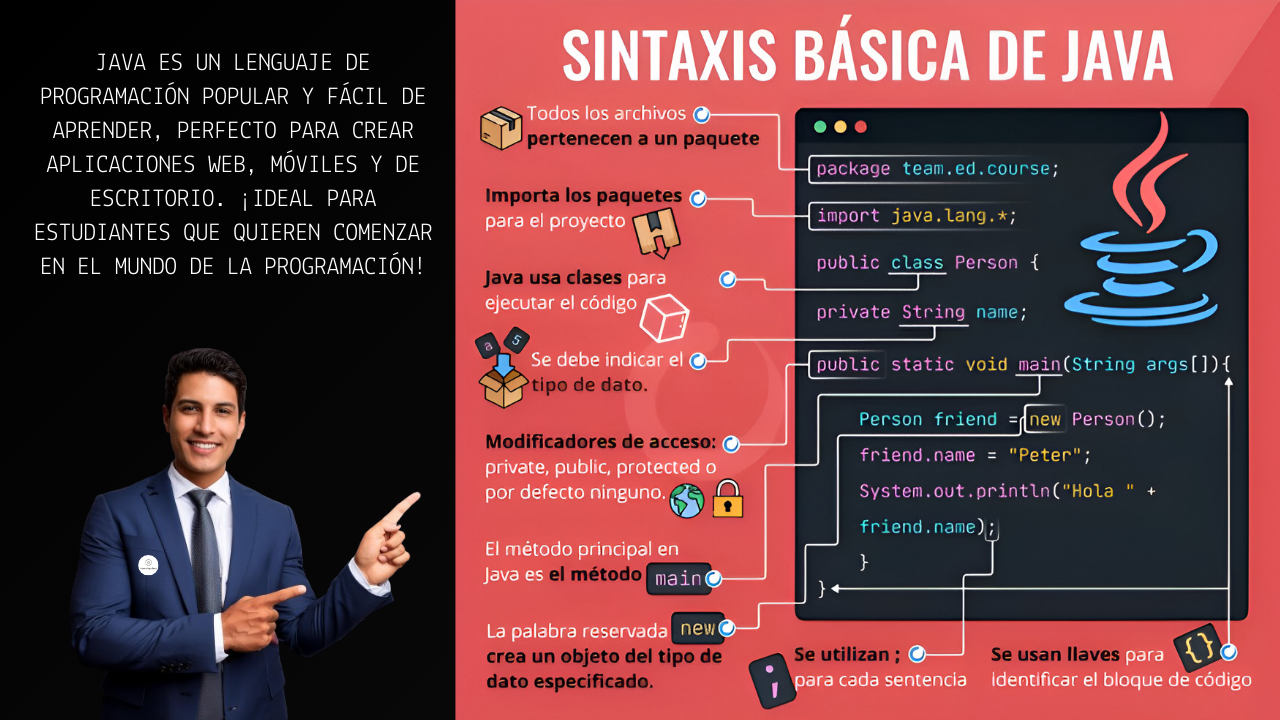 JAVA ES UN LENGUAJE DE
PROGRAMACIÓN POPULAR Y FÁCIL DE
APRENDER, PERFECTO PARA CREAR
APLICACIONES WEB, MÓVILES Y DE
ESCRITORIO. ¡IDEAL PARA
ESTUDIANTES QUE QUIEREN COMENZAR
EN EL MUNDO DE LA PROGRAMACIÓN!
SINTAXIS BÁSICA DE JAVA
Todos los archivos
pertenecen a un paquete
Importa los paquetes
para el proyecto
Java usa clases para
ejecutar el código
a 5
Se debe indicar el
tipo de dato.
Modificadores de acceso:
private, public, protected o
por defecto ninguno.
El método principal en
Java es el método main
La palabra reservada new
crea un objeto del tipo de
dato especificado.
package team.ed.course;
import java.lang.*;
public class Person {
private String name;
public static void main(String args[]){
Person friend = new Person();
friend.name = "Peter";
System.out.println("Hola " +
friend.name);
}
}
;
Se utilizan ;
para cada sentencia
Se usan llaves para {}
identificar el bloque de código